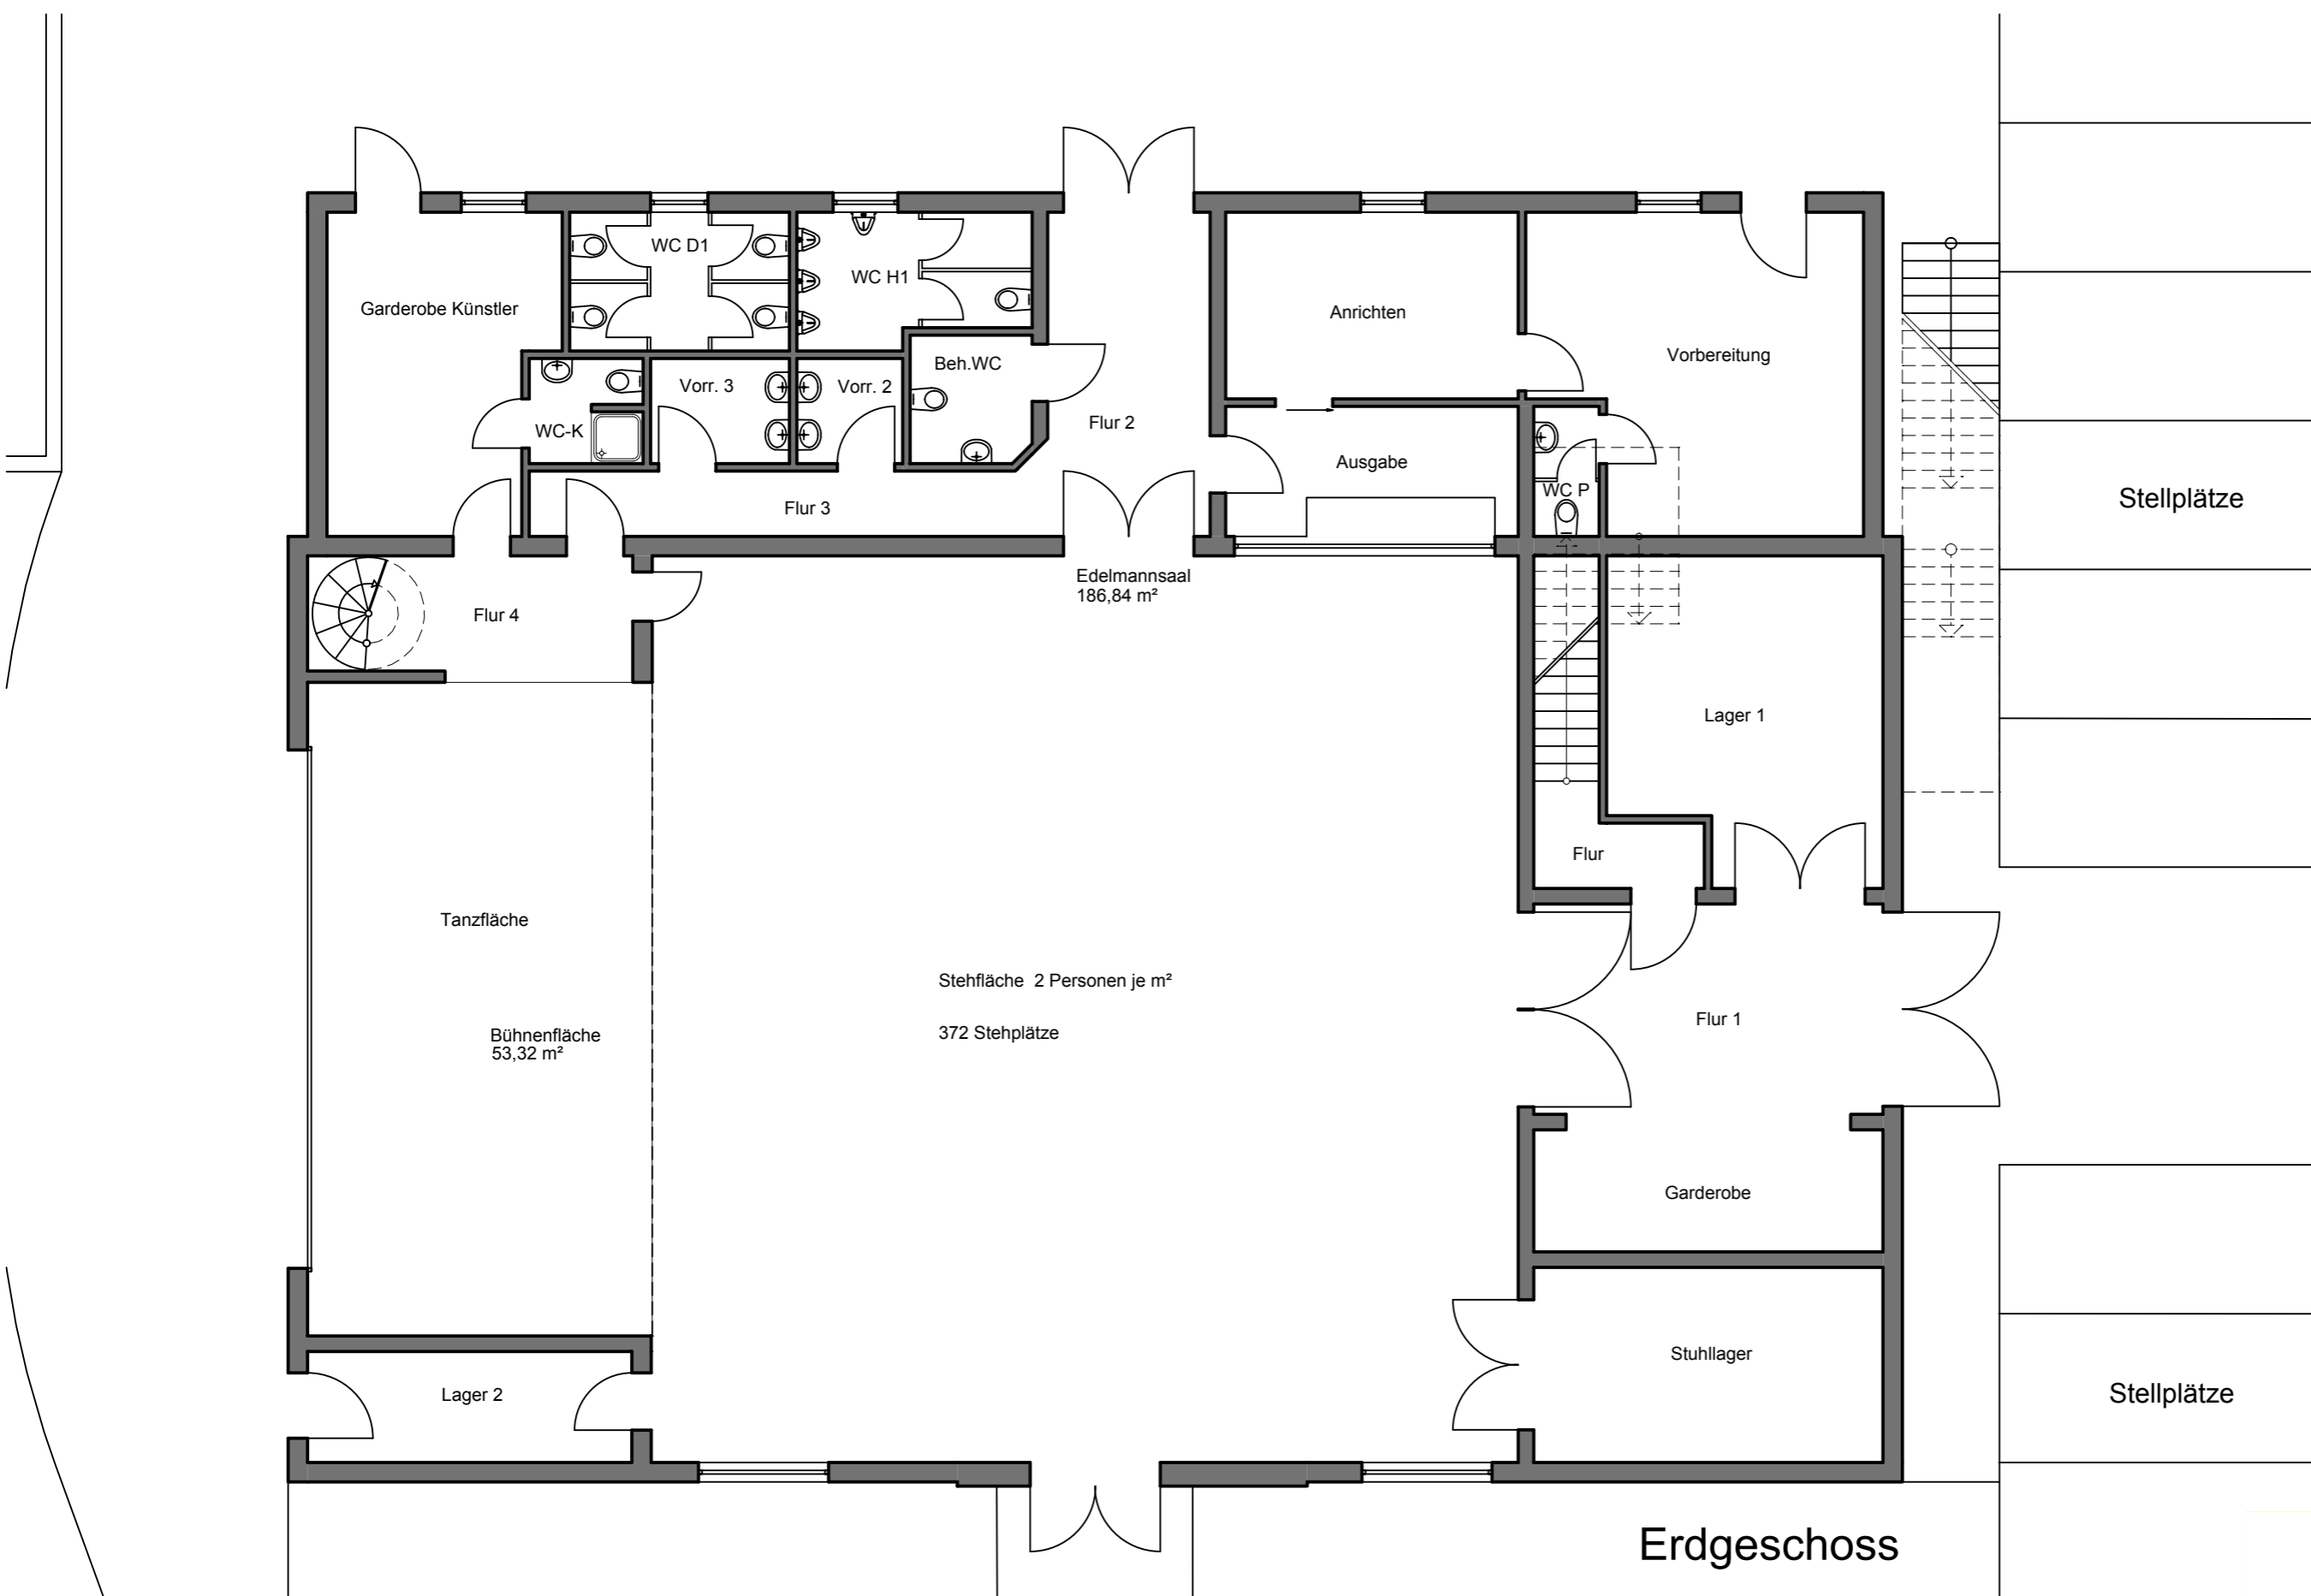 WC D1
WC H1
Garderobe Künstler
Anrichten
Vorbereitung
Beh.WC
Vorr. 3
Vorr. 2
Flur 2
WC-K
Ausgabe
WC P
Stellplätze
Flur 3
Edelmannsaal
186,84 m²
Flur 4
Lager 1
Flur
Tanzfläche
Stehfläche 2 Personen je m²
372 Stehplätze
Flur 1
Bühnenfläche
53,32 m²
Garderobe
Stuhllager
Lager 2
Stellplätze
Erdgeschoss